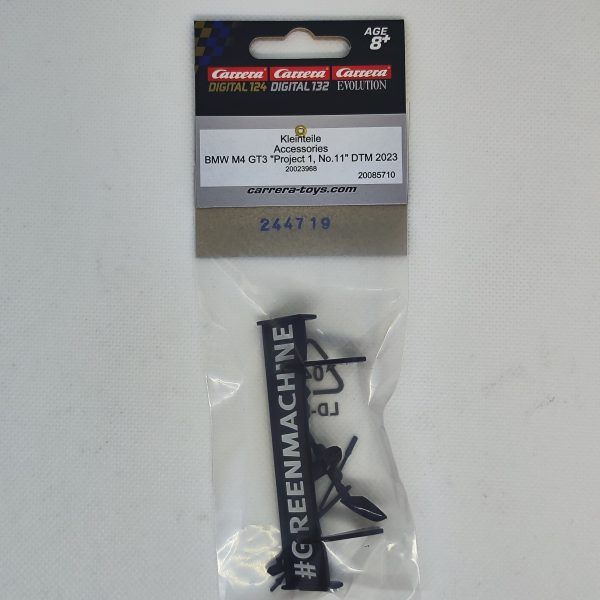 AGE
8+
Carrera Carrera Carrera
DIGITAL 124 DIGITAL 132 EVOLUTION
Kleinteile
Accessories
BMW M4 GT3 "Project 1, No.11" DTM 2023
20023968
20085710
carrera-toys.com
244719
#GREENMACHINE